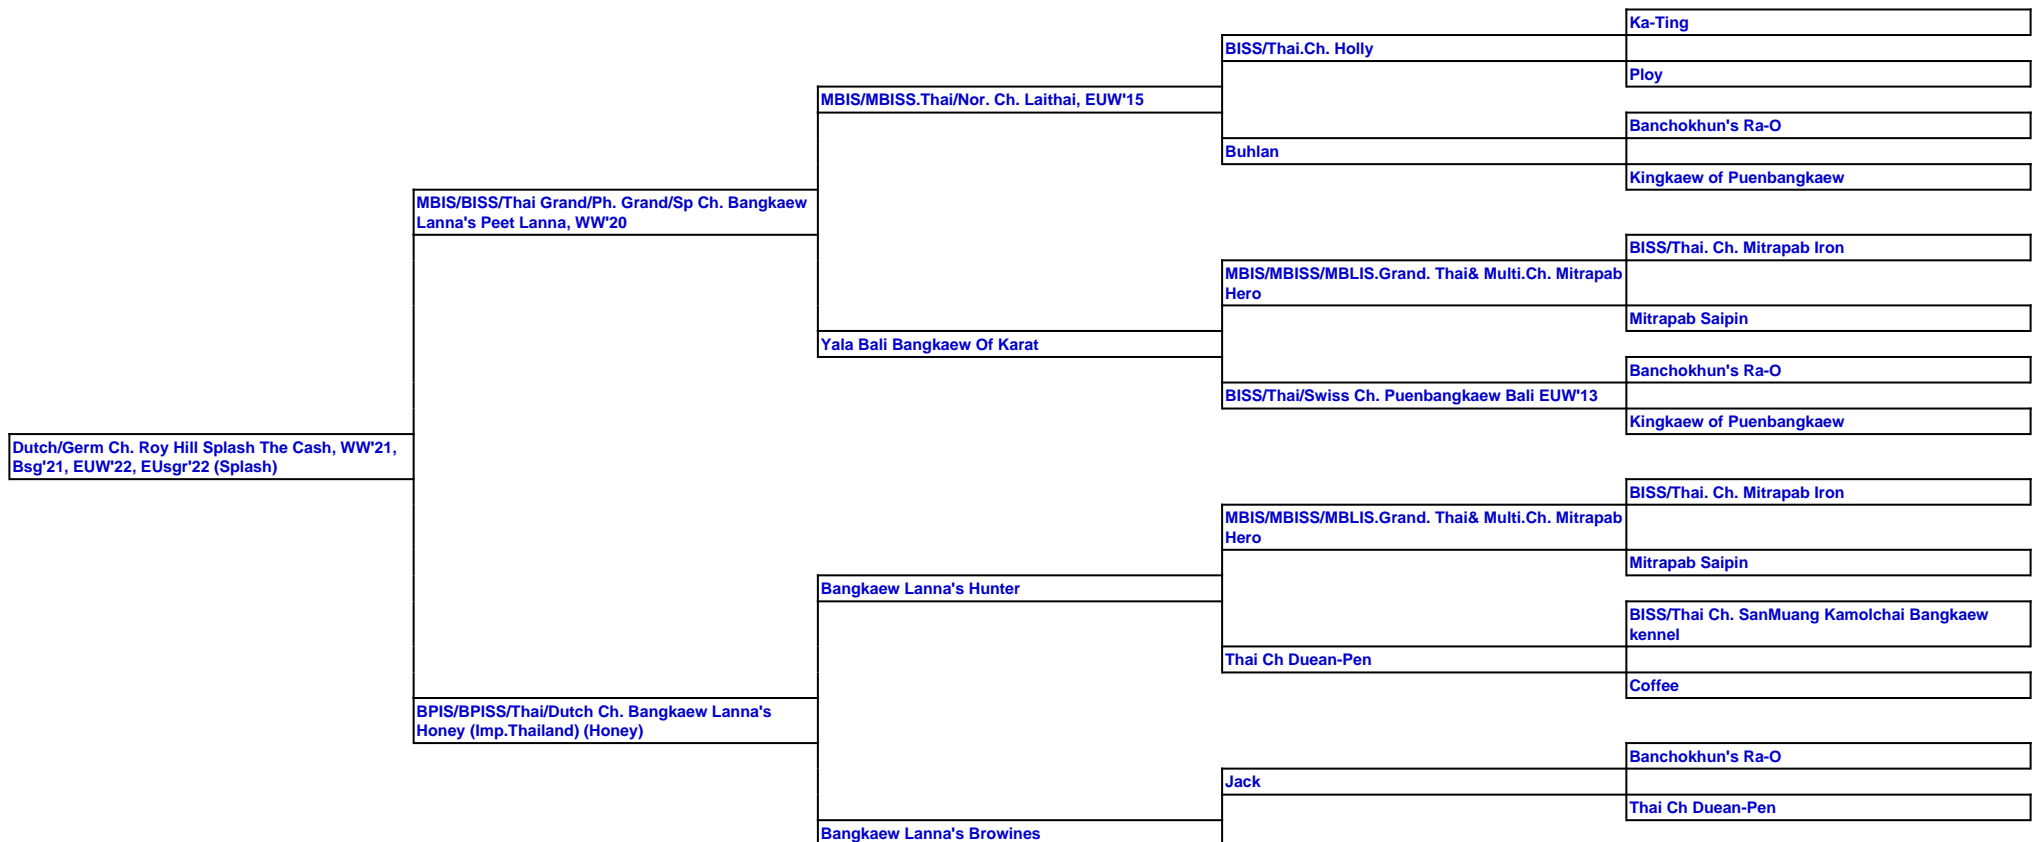 Ka-Ting
BISS/Thai.Ch. Holly
Ploy
MBIS/MBISS.Thai/Nor. Ch. Laithai, EUW'15
Banchokhun's Ra-O
Buhlan
Kingkaew of Puenbangkaew
MBIS/BISS/Thai Grand/Ph. Grand/Sp Ch. Bangkaew
Lanna's Peet Lanna, WW'20
BISS/Thai. Ch. Mitrapab Iron
MBIS/MBISS/MBLIS.Grand. Thai& Multi.Ch. Mitrapab
Hero
Mitrapab Saipin
Yala Bali Bangkaew Of Karat
Banchokhun's Ra-O
BISS/Thai/Swiss Ch. Puenbangkaew Bali EUW'13
Kingkaew of Puenbangkaew
Dutch/Germ Ch. Roy Hill Splash The Cash, WW'21,
Bsg'21, EUW'22, EUsgr'22 (Splash)
BISS/Thai. Ch. Mitrapab Iron
MBIS/MBISS/MBLIS.Grand. Thai& Multi.Ch. Mitrapab
Hero
Mitrapab Saipin
Bangkaew Lanna's Hunter
BISS/Thai Ch. SanMuang Kamolchai Bangkaew
kennel
Thai Ch Duean-Pen
Coffee
BPIS/BPISS/Thai/Dutch Ch. Bangkaew Lanna's
Honey (Imp.Thailand) (Honey)
Banchokhun's Ra-O
Jack
Thai Ch Duean-Pen
Bangkaew Lanna's Browines